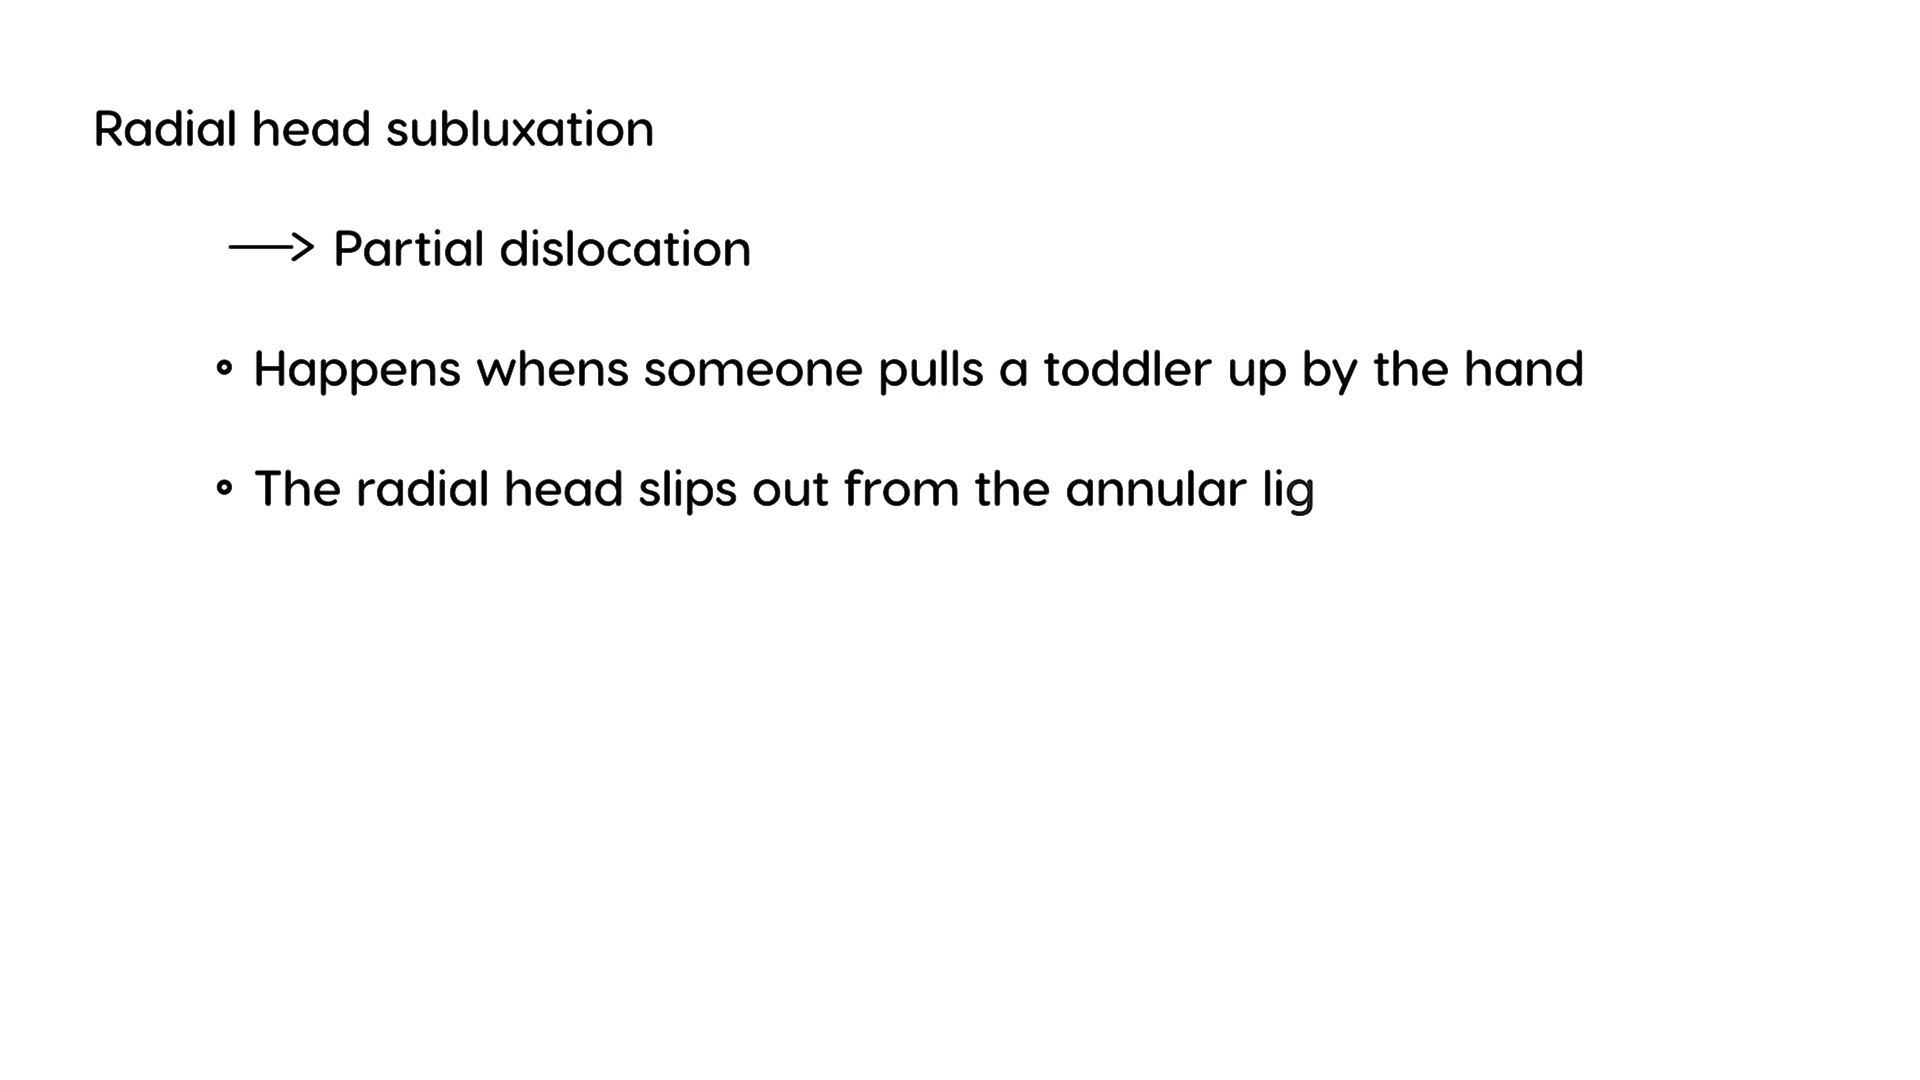 Radial head subluxation
→ Partial dislocation
° Happens whens someone pulls a toddler up by the hand
° The radial head slips out from the annular lig